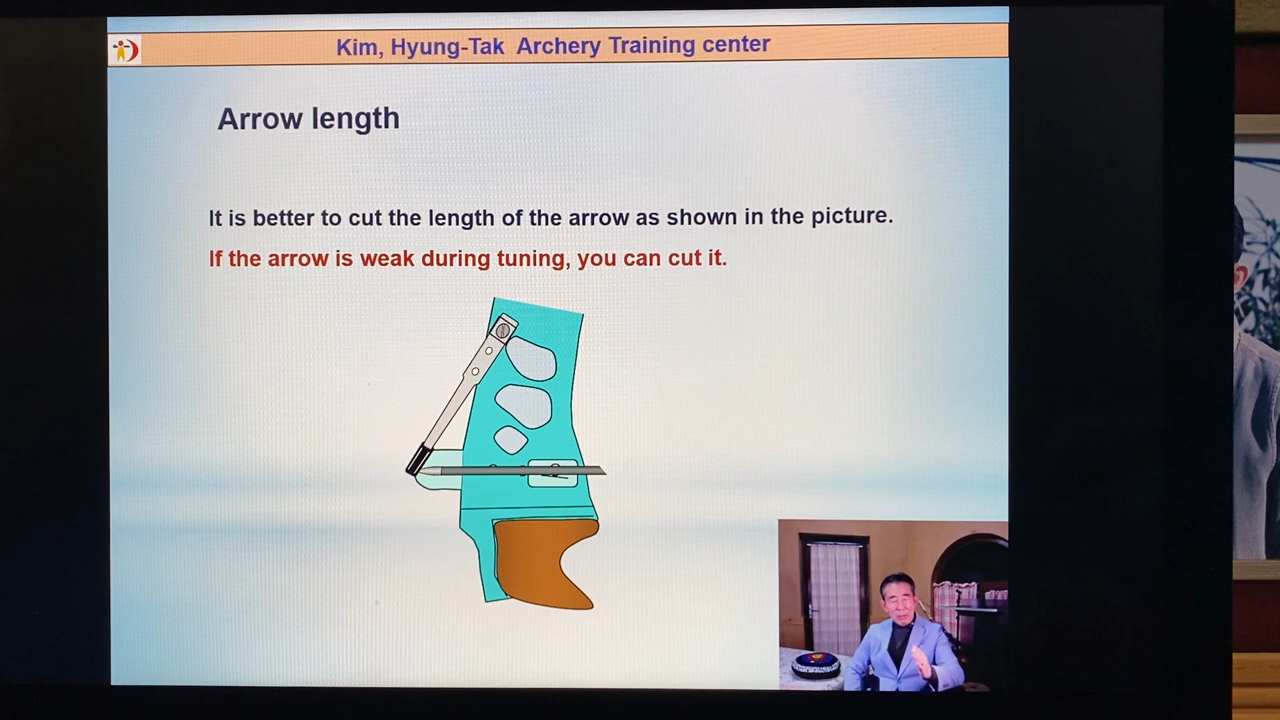 Kim, Hyung-Tak Archery Training center
Arrow length
It is better to cut the length of the arrow as shown in the picture.
If the arrow is weak during tuning, you can cut it.